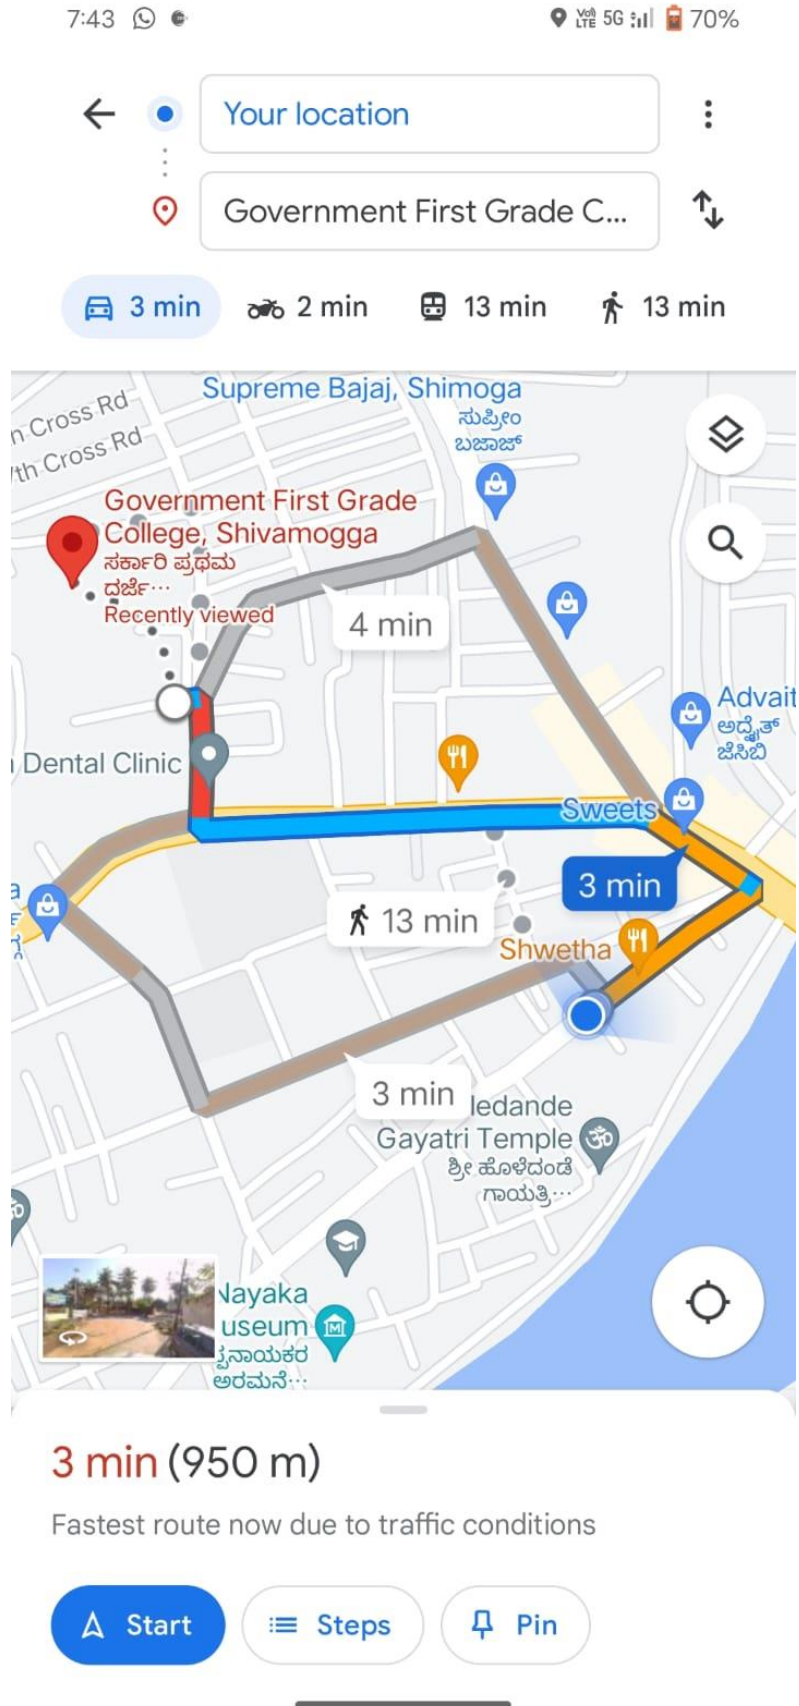 7:43
VoI) LTE 5G 70%
Your location
Government First Grade C...
3 min 2 min 13 min 13 min
n Cross Rd
'th Cross Rd
Supreme Bajaj, Shimoga
ಸುಪ್ರೀಂ
ಬಜಾಜ್
Government First Grade
College, Shivamogga
ಸರ್ಕಾರಿ ಪ್ರಥಮ
ದರ್ಜೆ...
Recently viewed
4 min
Advait
ಅದ್ವೈತ್
ಜೆಸಿಬಿ
Dental Clinic
Sweets
3 min
13 min
Shwetha
3 min
ledande
Gayatri Temple
ಶ್ರೀ ಹೊಳೆದಂಡೆ
ಗಾಯತ್ರಿ...
Nayaka
useum
ಪ್ಪನಾಯಕರ
ಅರಮನೆ...
3 min (950 m)
Fastest route now due to traffic conditions
Start Steps Pin